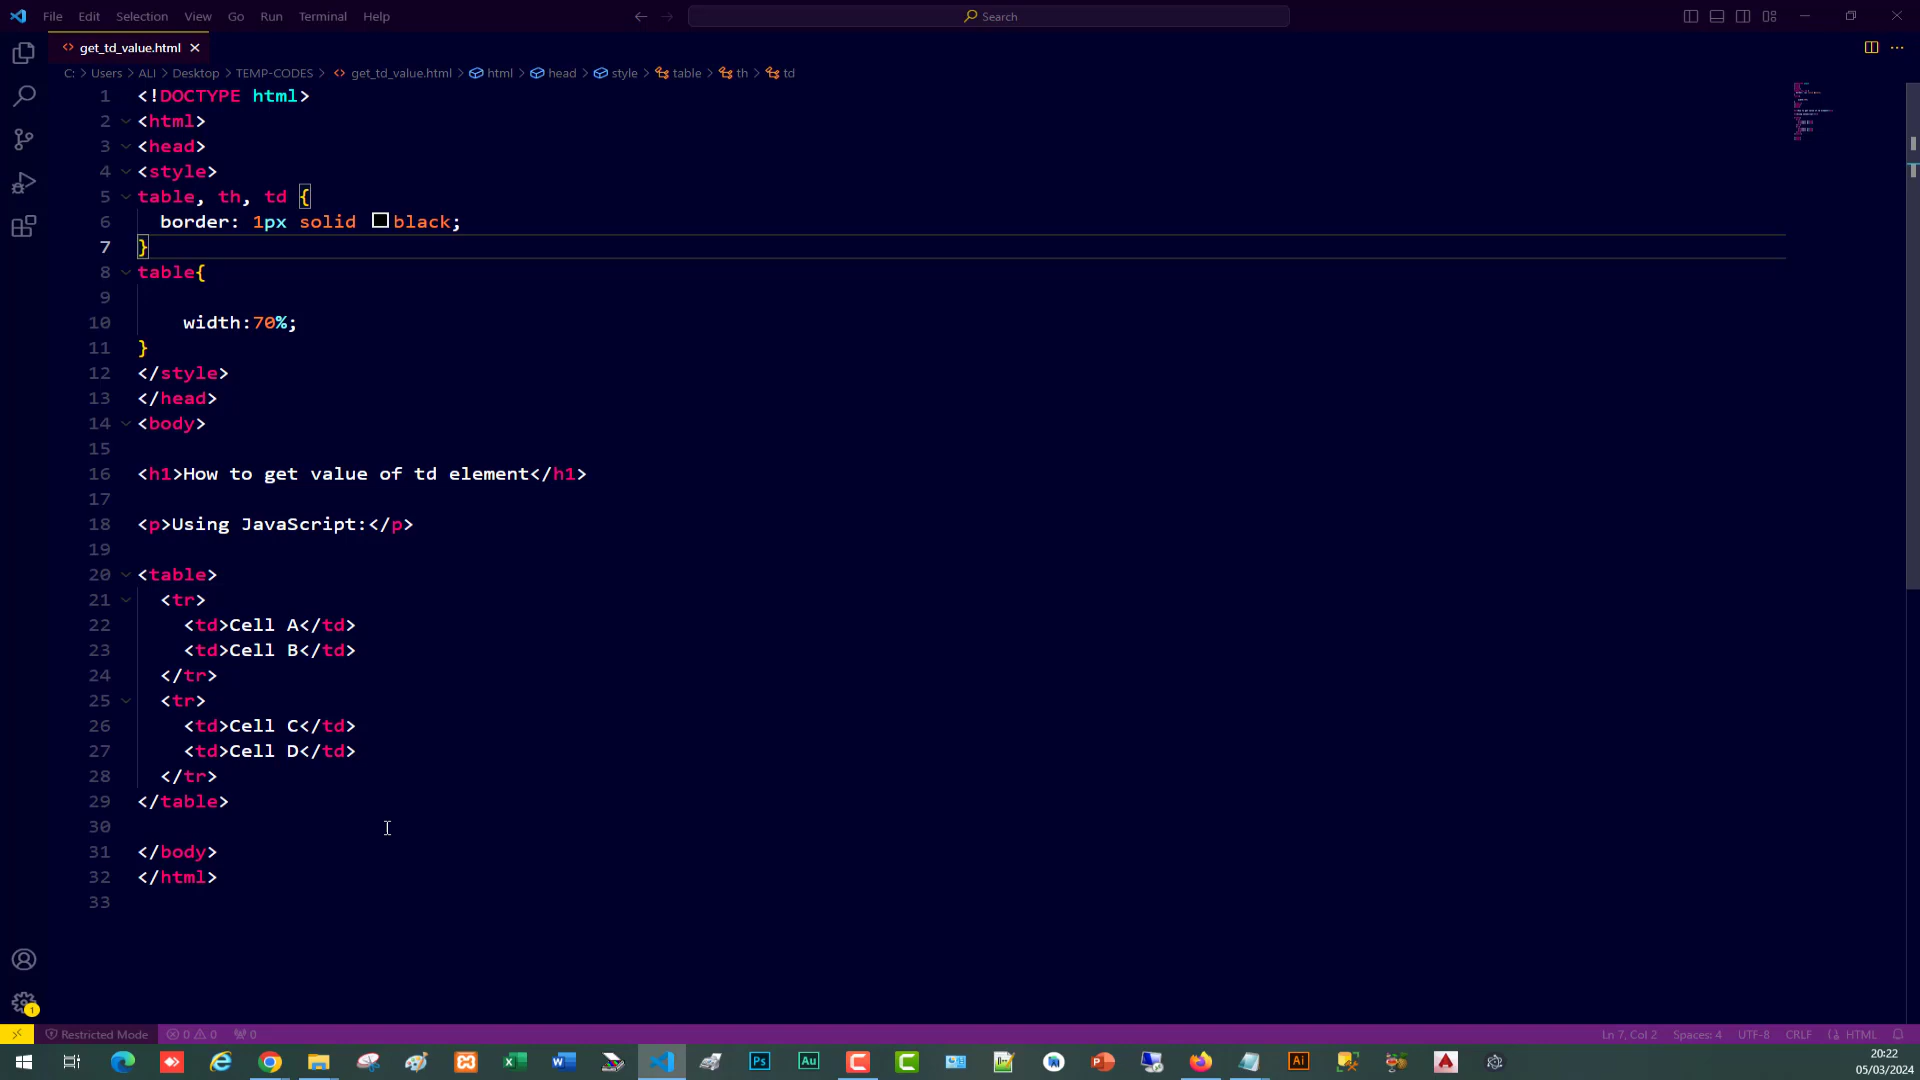 File Edit Selection View Go Run Terminal Help Search
get_td_value.html
C: > Users > ALI > Desktop > TEMP-CODES > get_td_value.html > html > head > style > table > th > td
1 <!DOCTYPE html>
2 <html>
3 <head>
4 <style>
5 table, th, td {
6 border: 1px solid black;
7 }
8 table{
9
10 width:70%;
11 }
12 </style>
13 </head>
14 <body>
15
16 <h1>How to get value of td element</h1>
17
18 <p>Using JavaScript:</p>
19
20 <table>
21 <tr>
22 <td>Cell A</td>
23 <td>Cell B</td>
24 </tr>
25 <tr>
26 <td>Cell C</td>
27 <td>Cell D</td>
28 </tr>
29 </table>
30
31 </body>
32 </html>
33
1
Restricted Mode 0 0 0 Ln 7, Col 2 Spaces: 4 UTF-8 CRLF HTML
Ps Au Ai
20:22
05/03/2024